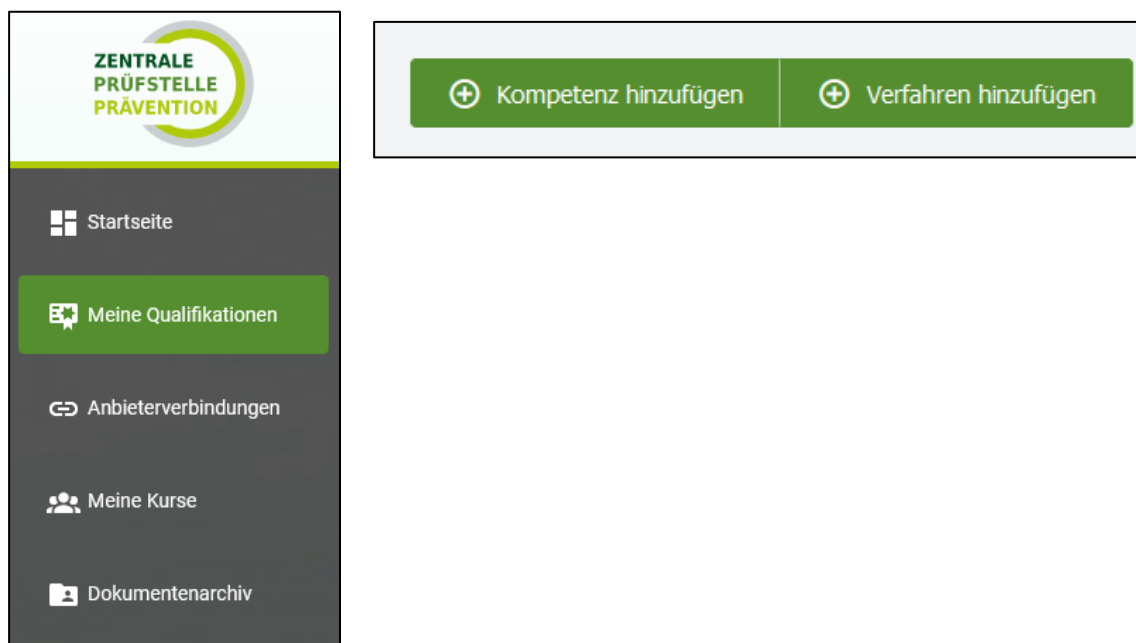 ZENTRALE
PRÜFSTELLE
PRÄVENTION
Startseite
Meine Qualifikationen
Anbieterverbindungen
Meine Kurse
Dokumentenarchiv
Kompetenz hinzufügen
Verfahren hinzufügen